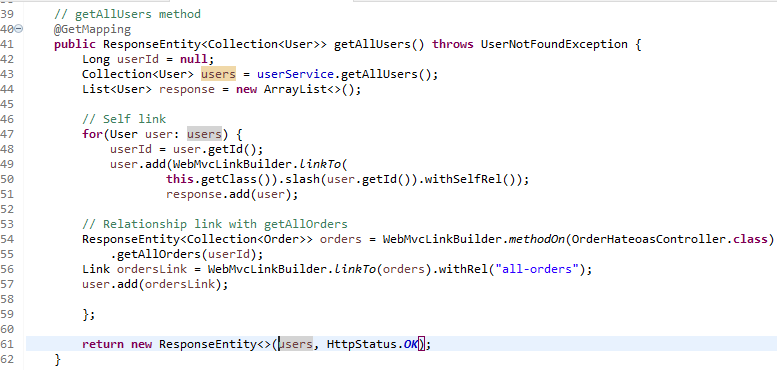 39 // getAllUsers method
40 @GetMapping
41 public ResponseEntity<Collection<User>> getAllUsers() throws UserNotFoundException {
42 Long userId = null;
43 Collection<User> users = userService.getAllUsers();
44 List<User> response = new ArrayList<>();
45
46 // Self link
47 for(User user: users) {
48 userId = user.getId();
49 user.add(WebMvcLinkBuilder.linkTo(
50 this.getClass()).slash(user.getId()).withSelfRel());
51 response.add(user);
52
53 // Relationship link with getAllOrders
54 ResponseEntity<Collection<Order>> orders = WebMvcLinkBuilder.methodOn(OrderHateoasController.class)
55 .getAllOrders(userId);
56 Link ordersLink = WebMvcLinkBuilder.linkTo(orders).withRel("all-orders");
57 user.add(ordersLink);
58
59 };
60
61 return new ResponseEntity<>(users, HttpStatus.OK);
62 }